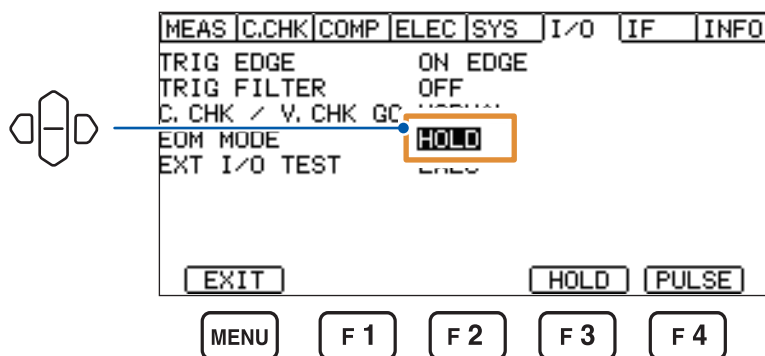 MEAS C.CHK COMP ELEC SYS I/O IF INFO
TRIG EDGE ON EDGE
TRIG FILTER OFF
C. CHK / V. CHK GO
EOM MODE HOLD
EXT I/O TEST
EXIT HOLD PULSE
MENU F1 F2 F3 F4